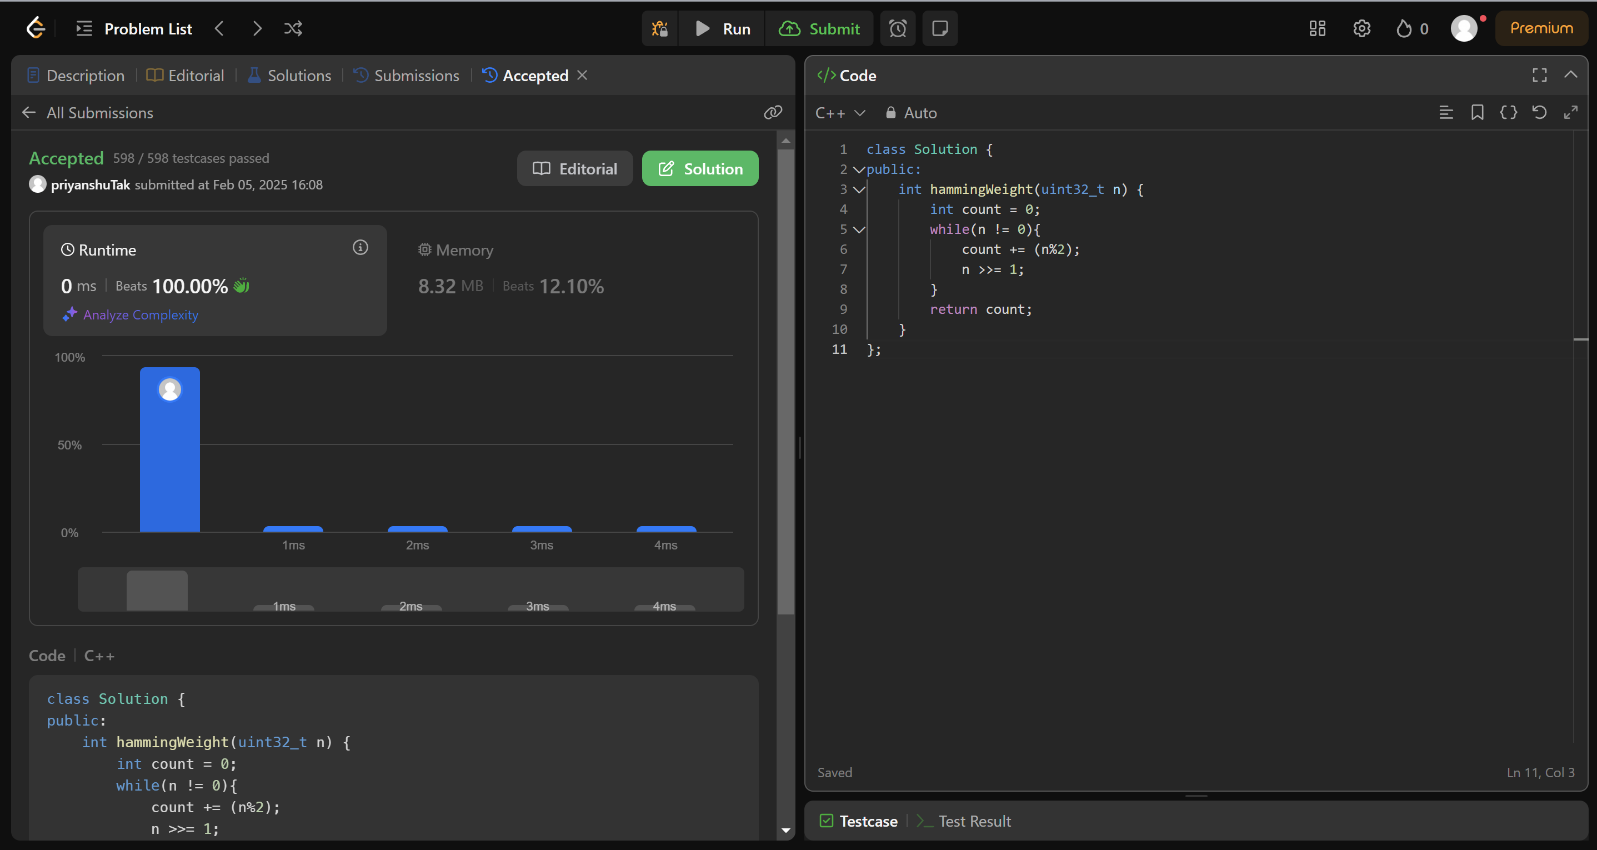 Problem List
Run
Submit
0
Premium
Description
Editorial
Solutions
Submissions
Accepted
All Submissions
Accepted 598 / 598 testcases passed
priyanshuTak submitted at Feb 05, 2025 16:08
Editorial
Solution
Runtime
0 ms | Beats 100.00%
Analyze Complexity
Memory
8.32 MB | Beats 12.10%
100%
50%
0%
1ms 2ms 3ms 4ms
1ms 2ms 3ms 4ms
Code | C++
class Solution {
public:
    int hammingWeight(uint32_t n) {
        int count = 0;
        while(n != 0){
            count += (n%2);
            n >>= 1;
</> Code
C++ Auto
1 class Solution {
2 public:
3     int hammingWeight(uint32_t n) {
4         int count = 0;
5         while(n != 0){
6             count += (n%2);
7             n >>= 1;
8         }
9         return count;
10     }
11 };
Saved
Ln 11, Col 3
Testcase
>_ Test Result